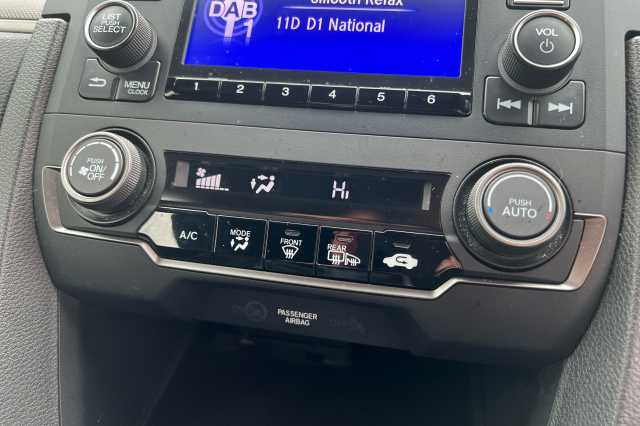 LIST
PUSH
SELECT
DAB
Smooth Relax
11D D1 National
VOL
MENU
CLOCK
1 2 3 4 5 6
PUSH
ON/
OFF
Hi
PUSH
AUTO
A/C
MODE
FRONT
REAR
PASSENGER
AIRBAG